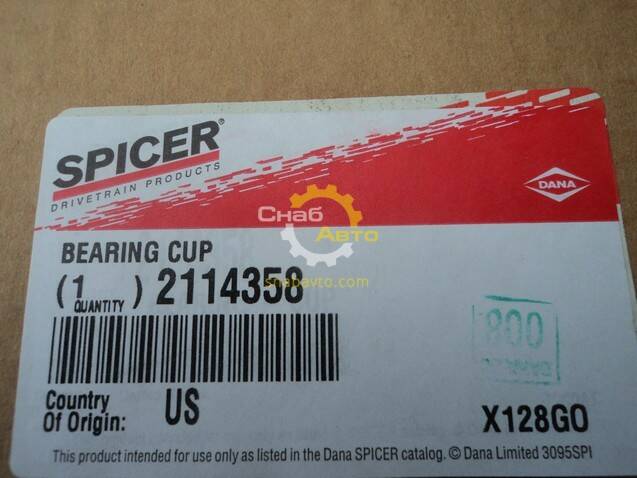 SPICER®
DRIVETRAIN PRODUCTS
DANA
Снаб
Авто
snabavto.com
BEARING CUP
(1) 2114358
QUANTITY
800
DANA
Country
Of Origin: US
X128GO
This product intended for use only as listed in the Dana SPICER catalog. © Dana Limited 3095SPI